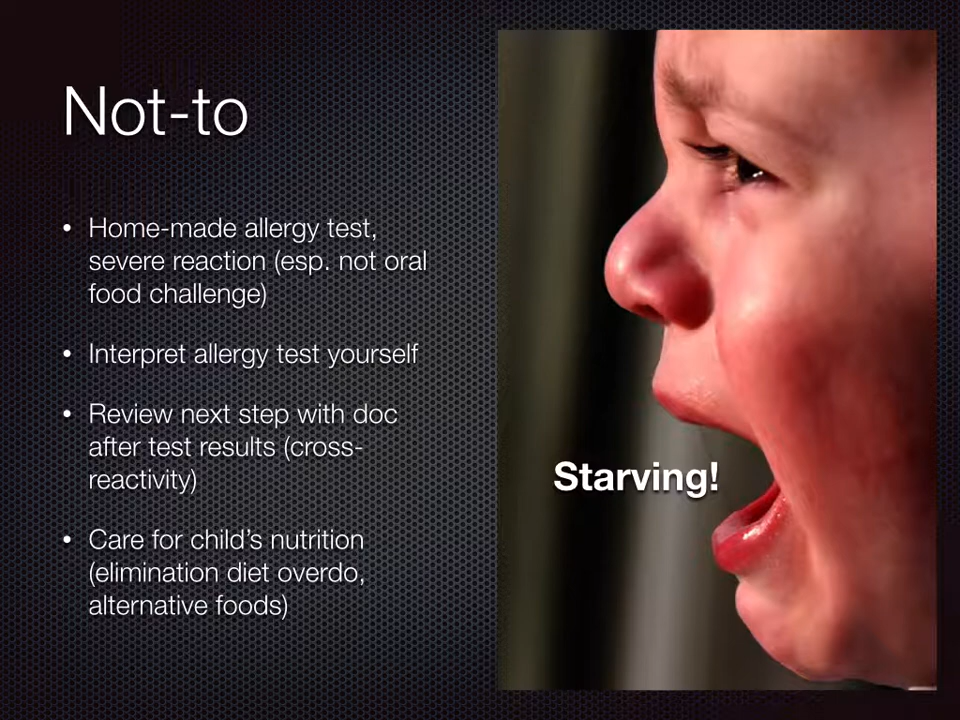 Not-to
• Home-made allergy test,
severe reaction (esp. not oral
food challenge)
• Interpret allergy test yourself
• Review next step with doc
after test results (cross-
reactivity)
• Care for child’s nutrition
(elimination diet overdo,
alternative foods)
Starving!